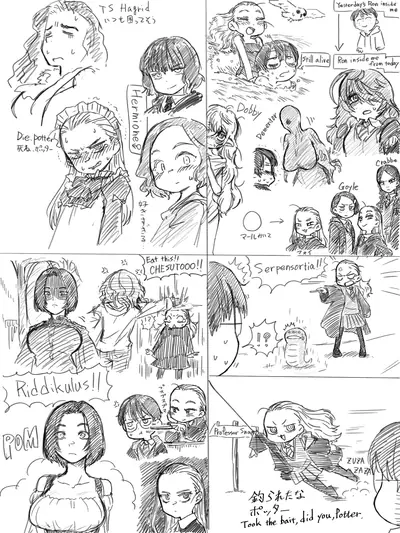 TS Hagrid
いつも困ってそう
Hermione
Die potter
死ね、ポッター
Yesterday's Ron inside
me
Still alive
Ron inside
me from today
Dobby
Dementor
Crabbe
Goyle
Eat this!!
CHESUTOOO!!
Serpensortia!!
!?
Riddikulus!!
POM
Professor Snape
ZUZA
ZAZA
釣られたな
ポッター
Took the bait, did you, Potter